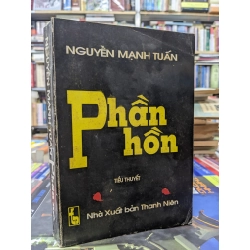 NGUYỄN MẠNH TUẤN
Phần
hồn
TIỂU THUYẾT
Nhà Xuất bản Thanh Niên